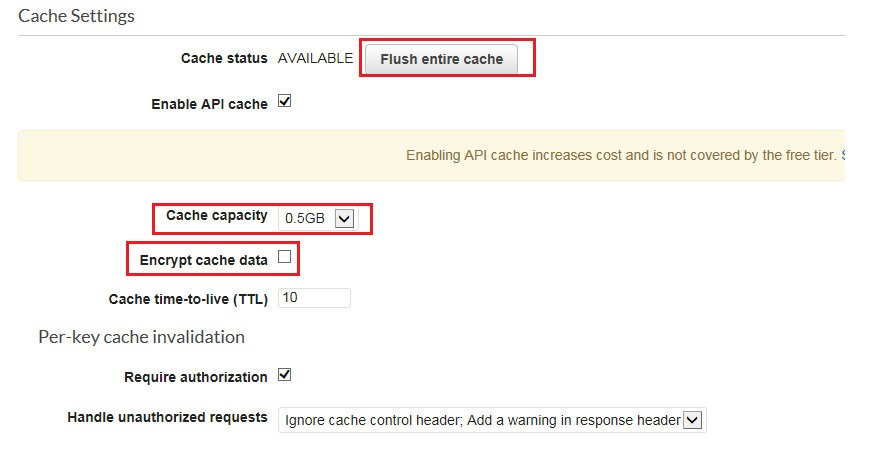 Cache Settings
Cache status AVAILABLE Flush entire cache
Enable API cache
Enabling API cache increases cost and is not covered by the free tier.
Cache capacity 0.5GB
Encrypt cache data
Cache time-to-live (TTL) 10
Per-key cache invalidation
Require authorization
Handle unauthorized requests Ignore cache control header; Add a warning in response header